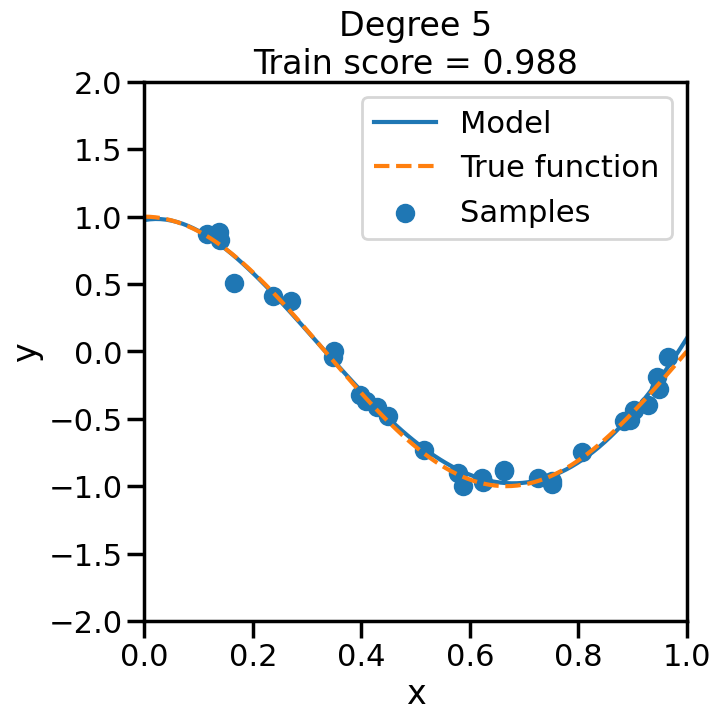 Degree 5
Train score = 0.988
2.0
1.5
1.0
0.5
0.0
−0.5
−1.0
−1.5
−2.0
y
Model
True function
Samples
0.0 0.2 0.4 0.6 0.8 1.0
x